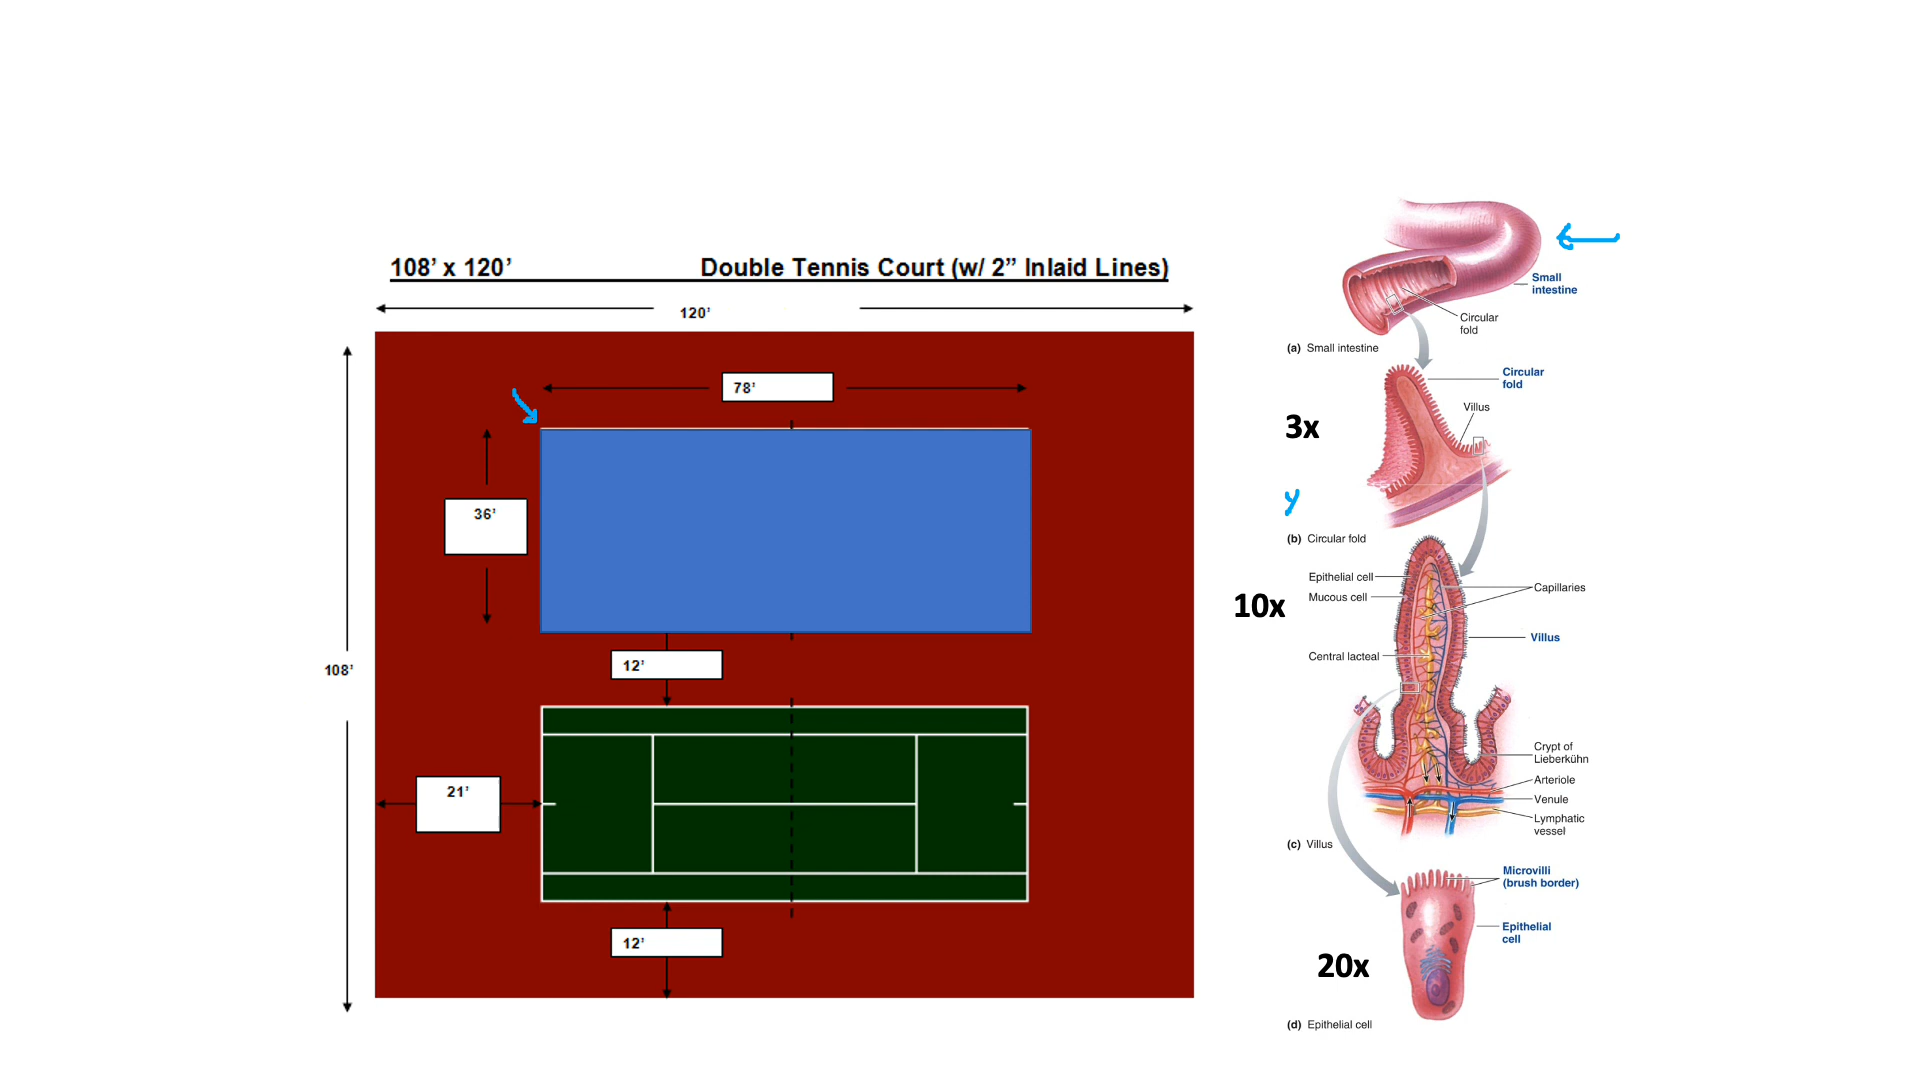 108’ x 120’
Double Tennis Court (w/ 2” Inlaid Lines)
120’
78’
36’
12’
108’
21’
12’
Small
intestine
Circular
fold
(a) Small intestine
Circular
fold
Villus
3x
y
(b) Circular fold
Epithelial cell
Mucous cell
Capillaries
10x
Villus
Central lacteal
Crypt of
Lieberkühn
Arteriole
Venule
Lymphatic
vessel
(c) Villus
Microvilli
(brush border)
Epithelial
cell
20x
(d) Epithelial cell